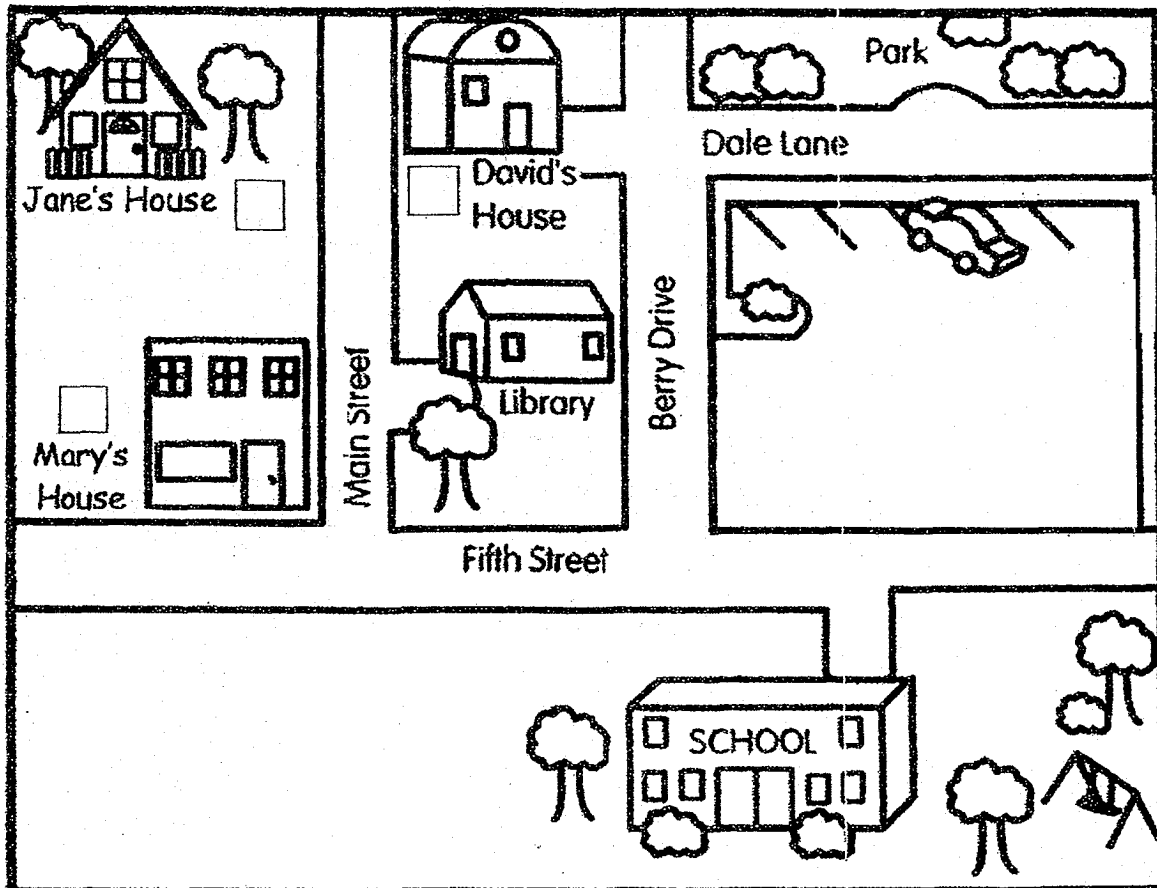 Park
Dale Lane
Jane's House
David's
House
Berry Drive
Main Street
Library
Mary's
House
Fifth Street
SCHOOL